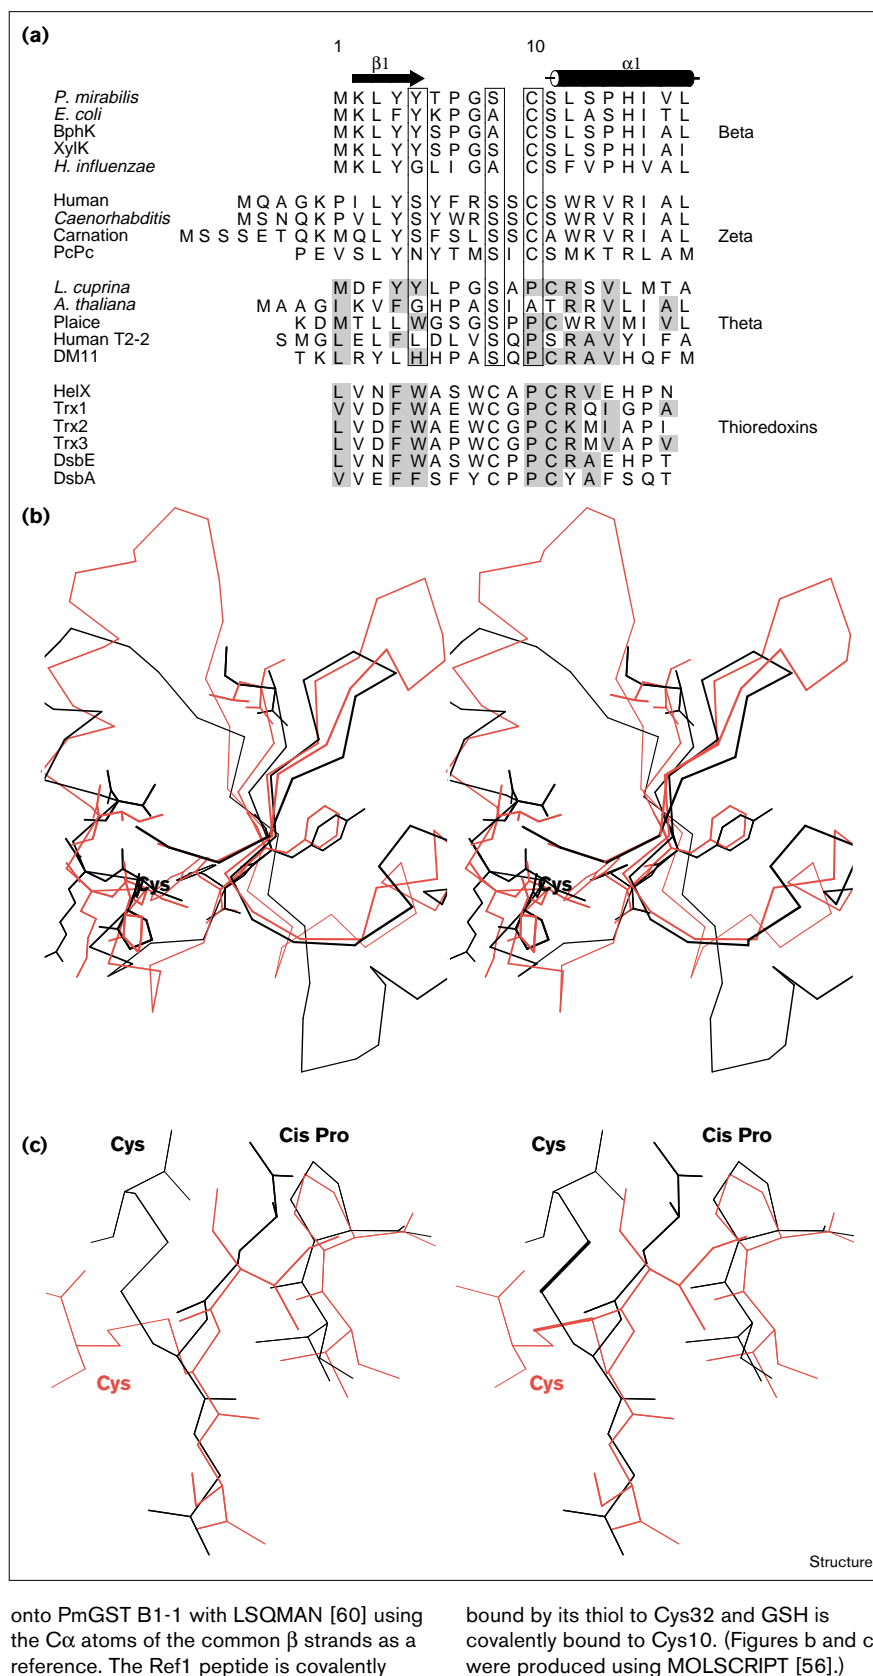 (a)
1 10
β1 α1
P. mirabilis M K L Y Y T P G S C S L S P H I V L
E. coli M K L F Y K P G A C S L A S H I T L
BphK M K L Y Y S P G A C S L S P H I A L Beta
XylK M K L Y Y S P G S C S L S P H I A I
H. influenzae M K L Y G L I G A C S F V P H V A L
Human M Q A G K P I L Y S Y F R S S C S W R V R I A L
Caenorhabditis M S N Q K P V L Y S Y W R S S C S W R V R I A L
Carnation M S S S E T Q K M Q L Y S F S L S S C A W R V R I A L Zeta
PcPc P E V S L Y N Y T M S I C S M K T R L A M
L. cuprina M D F Y Y L P G S A P C R S V L M T A
A. thaliana M A A G I K V F G H P A S I A T R R V L I A L
Plaice K D M T L L W G S G S P P C W R V M I V L Theta
Human T2-2 S M G L E L F L D L V S Q P S R A V Y I F A
DM11 T K L R Y L H H P A S Q P C R A V H Q F M
HelX L V N F W A S W C A P C R V E H P N
Trx1 V V D F W A E W C G P C R Q I G P A
Trx2 L V D F W A E W C G P C K M I A P I Thioredoxins
Trx3 L V D F W A P W C G P C R M V A P V
DsbE L V N F W A S W C P P C R A E H P T
DsbA V V E F F S F Y C P P C Y A F S Q T
(b)
Cys Cys
(c)
Cys Cis Pro Cys Cis Pro
Cys Cys
Structure
onto PmGST B1-1 with LSQMAN [60] using
the Cα atoms of the common β strands as a
reference. The Ref1 peptide is covalently
bound by its thiol to Cys32 and GSH is
covalently bound to Cys10. (Figures b and c
were produced using MOLSCRIPT [56].)